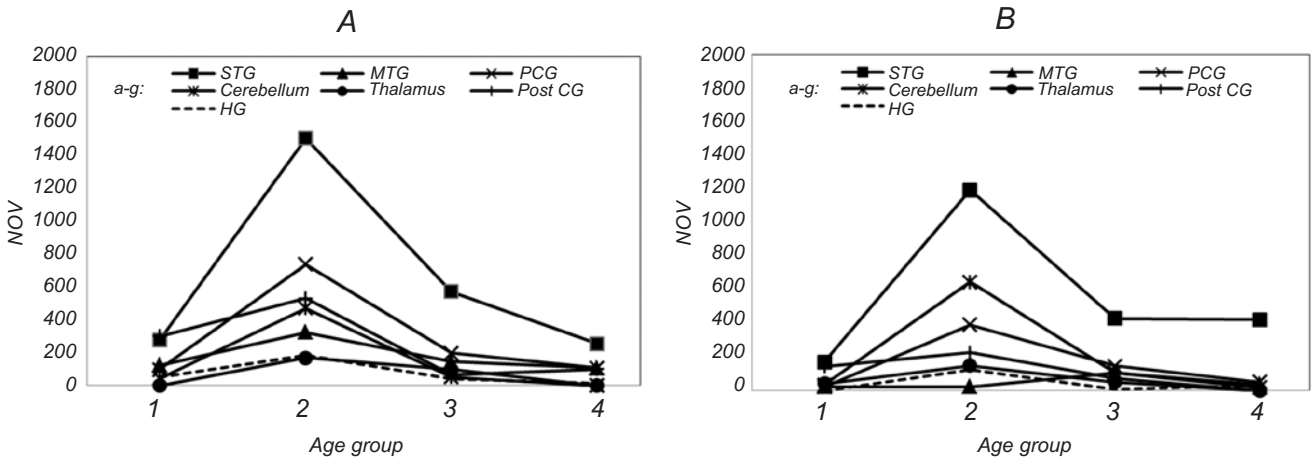 A
2000
1800
1600
1400
1200
1000
800
600
400
200
0
NOV
STG MTG PCG
a-g: Cerebellum Thalamus Post CG
HG
1 2 3 4
Age group
B
2000
1800
1600
1400
1200
1000
800
600
400
200
0
NOV
STG MTG PCG
a-g: Cerebellum Thalamus Post CG
HG
1 2 3 4
Age group